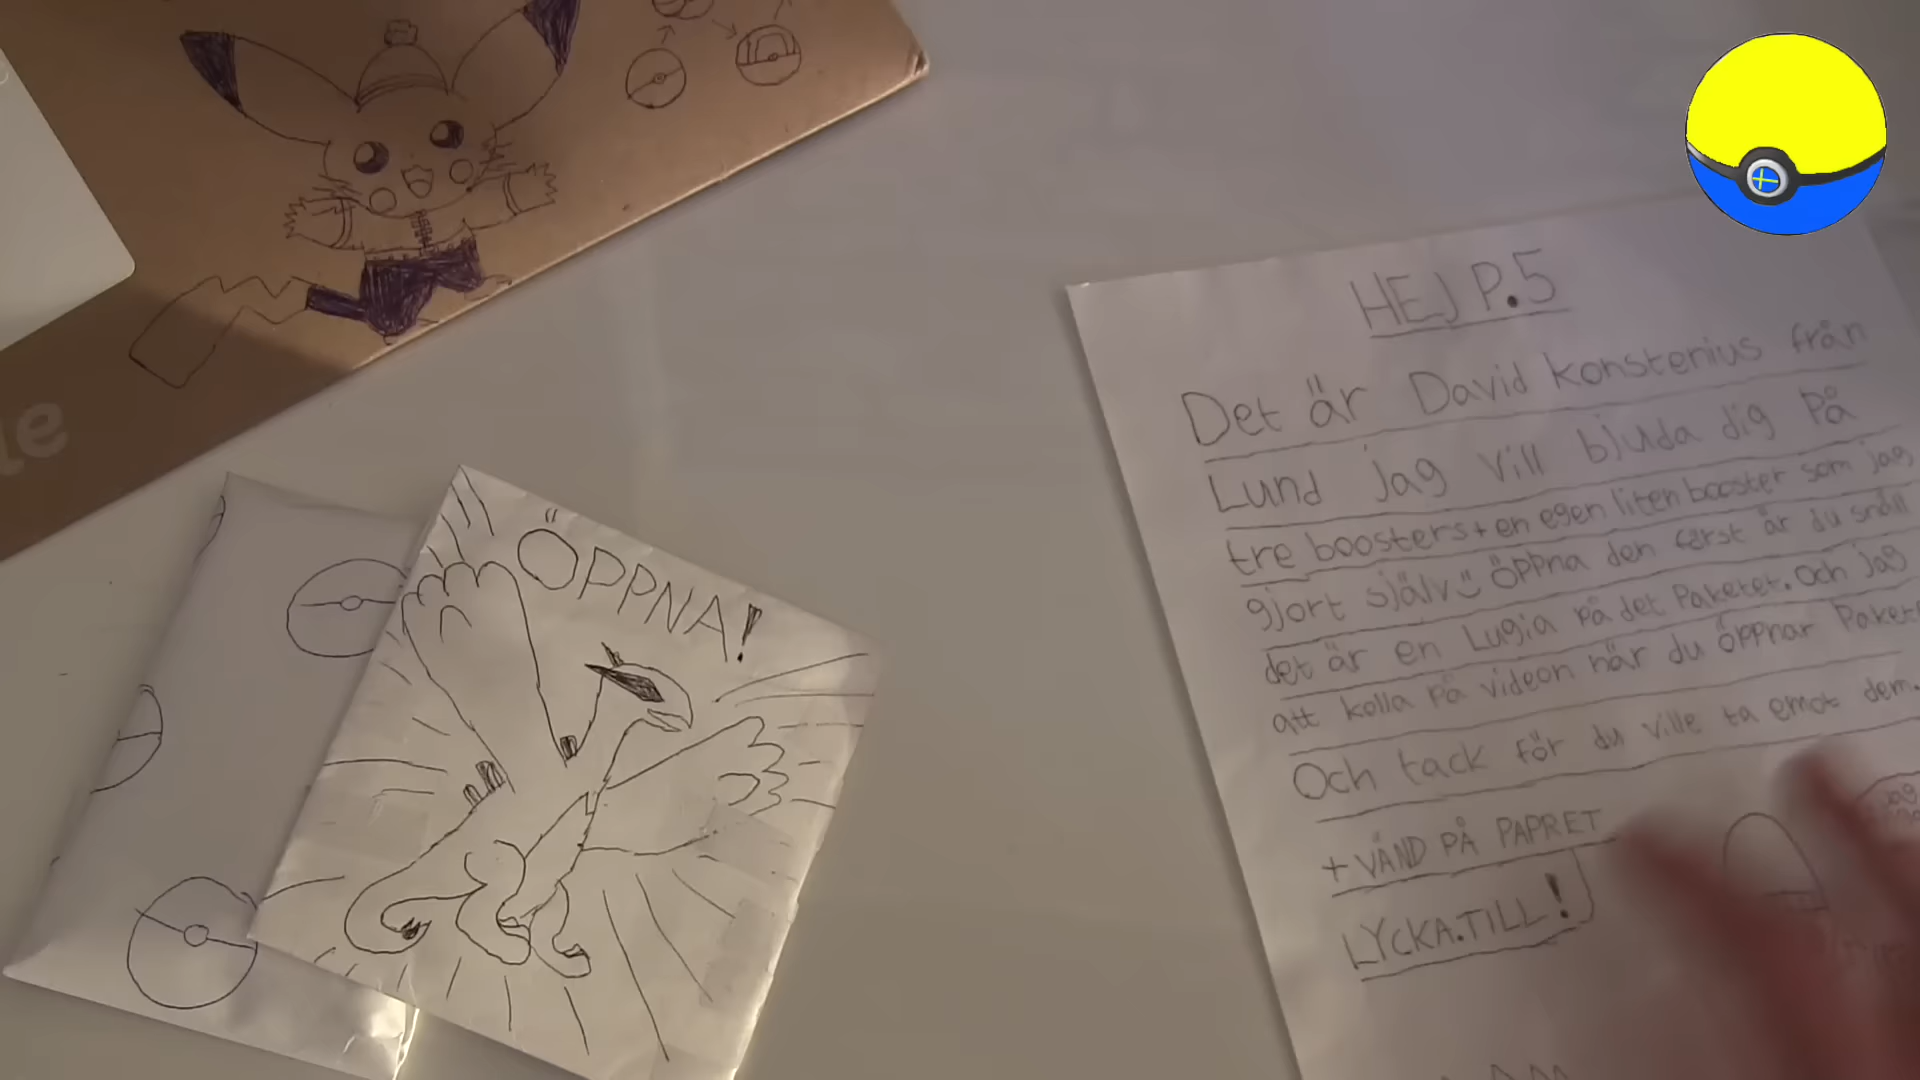 le
ÖPPNA!
HEJ P.5
Det är David Konstenius från
Lund jag vill bjuda dig på
tre boosters+en egen liten booster som jag
gjort själv Öppna den först är du snäll
det är en Lugia på det Paketet. Och jag
att kolla på videon när du öppnar Paket
Och tack för du ville ta emot dem.
+ VÄND PÅ PAPRET
LYCKA.TILL!